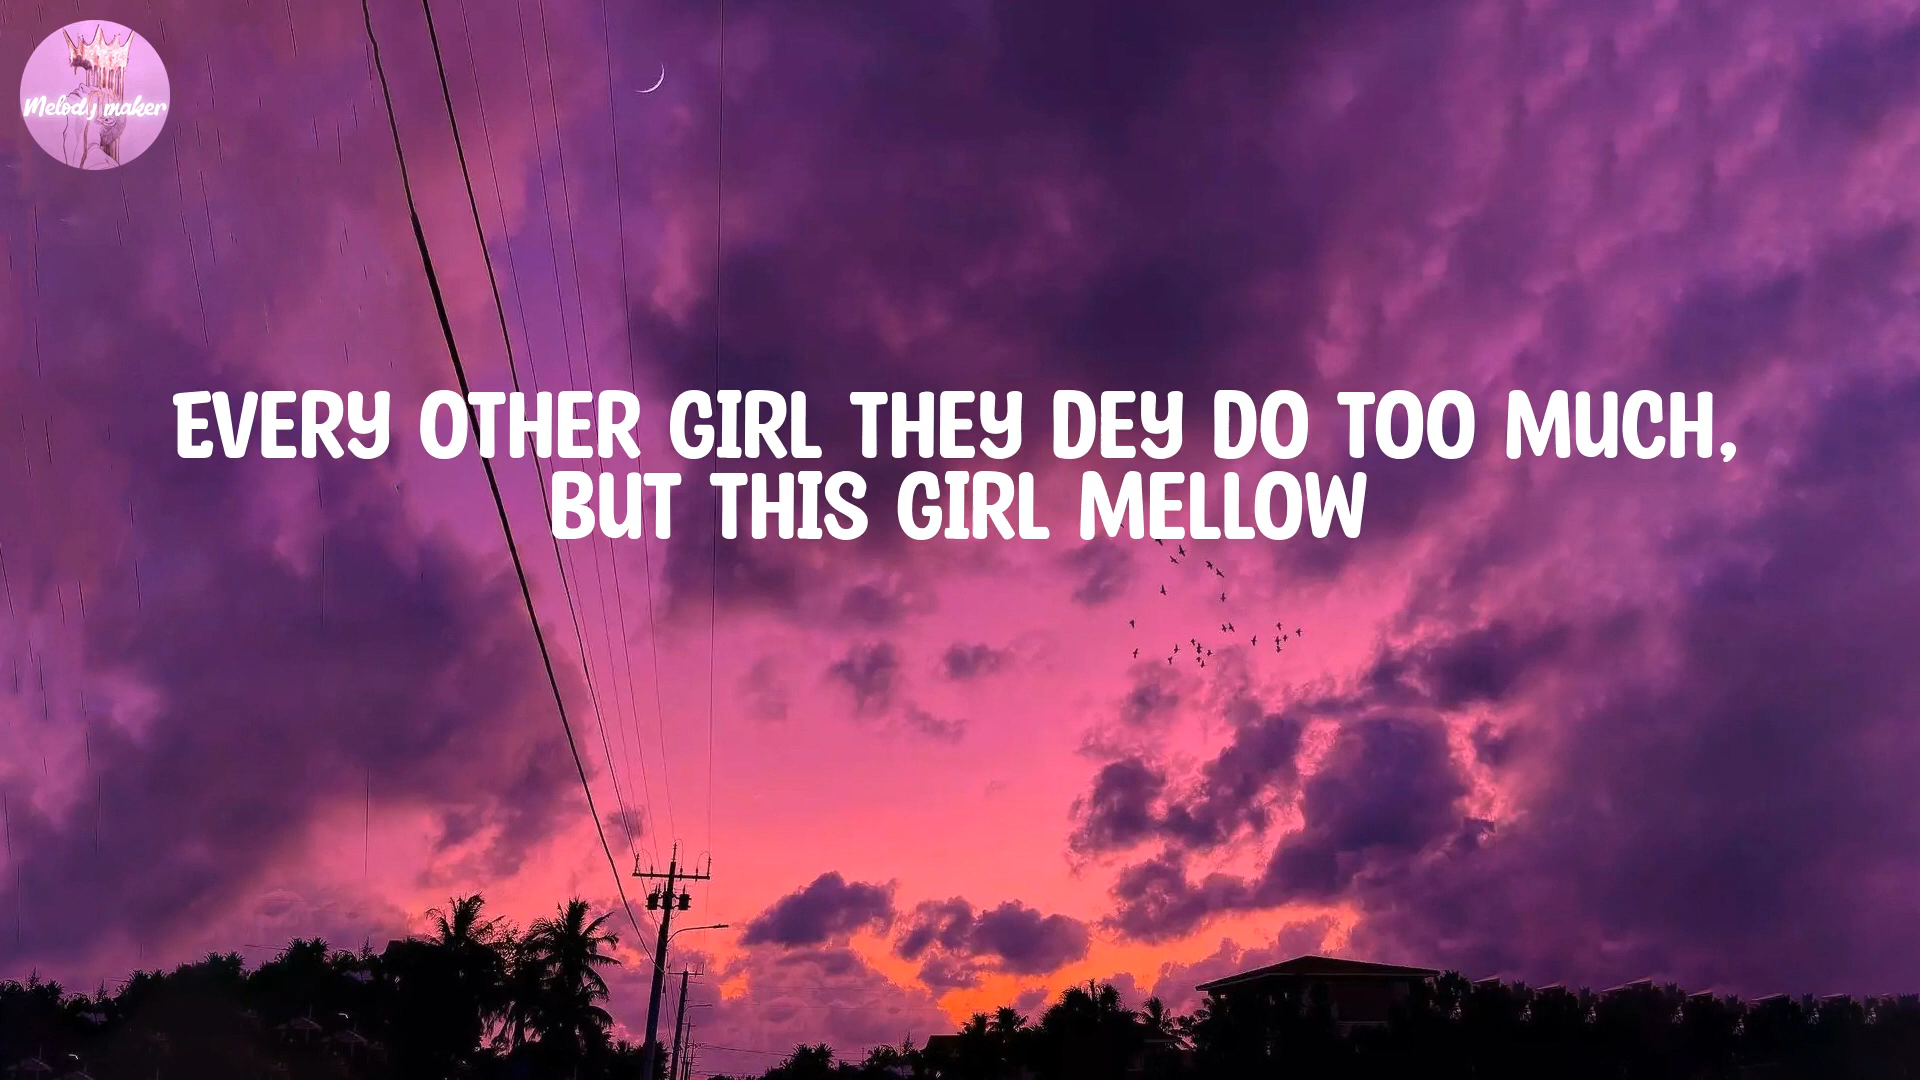 Melody maker
EVERY OTHER GIRL THEY DEY DO TOO MUCH,
BUT THIS GIRL MELLOW